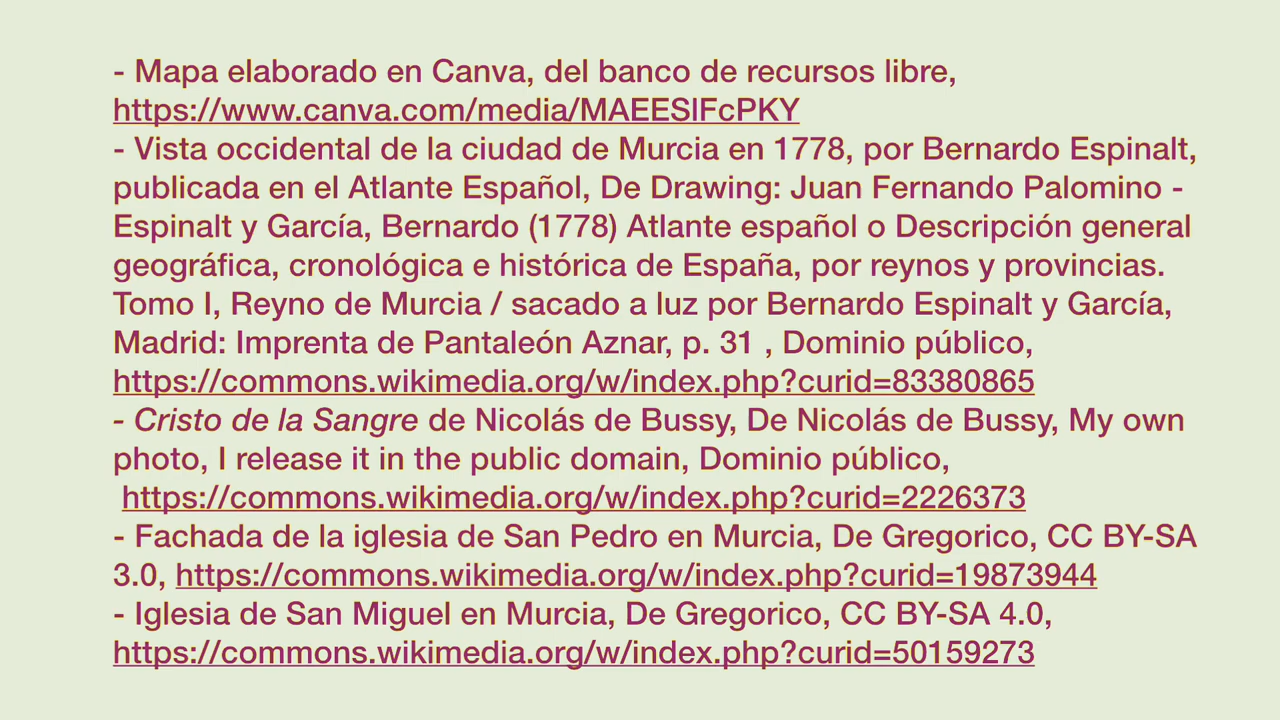 - Mapa elaborado en Canva, del banco de recursos libre,
https://www.canva.com/media/MAEESlFcPKY
- Vista occidental de la ciudad de Murcia en 1778, por Bernardo Espinalt,
publicada en el Atlante Español, De Drawing: Juan Fernando Palomino -
Espinalt y García, Bernardo (1778) Atlante español o Descripción general
geográfica, cronológica e histórica de España, por reynos y provincias.
Tomo I, Reyno de Murcia / sacado a luz por Bernardo Espinalt y García,
Madrid: Imprenta de Pantaleón Aznar, p. 31 , Dominio público,
https://commons.wikimedia.org/w/index.php?curid=83380865
- Cristo de la Sangre de Nicolás de Bussy, De Nicolás de Bussy, My own
photo, I release it in the public domain, Dominio público,
https://commons.wikimedia.org/w/index.php?curid=2226373
- Fachada de la iglesia de San Pedro en Murcia, De Gregorico, CC BY-SA
3.0, https://commons.wikimedia.org/w/index.php?curid=19873944
- Iglesia de San Miguel en Murcia, De Gregorico, CC BY-SA 4.0,
https://commons.wikimedia.org/w/index.php?curid=50159273